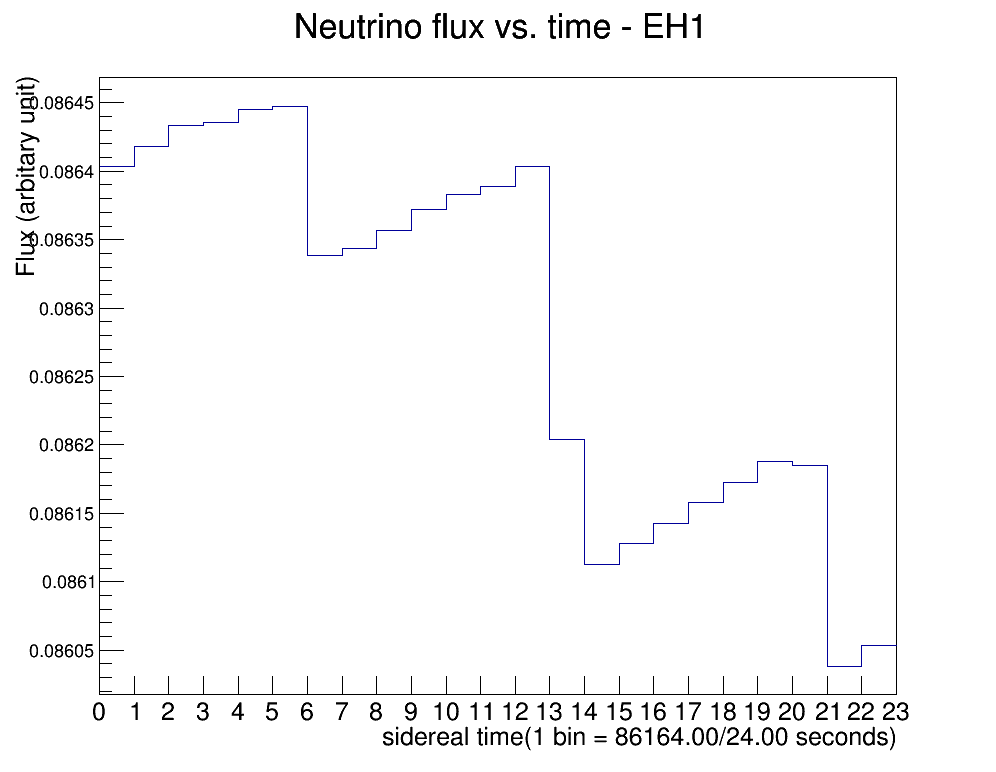 Neutrino flux vs. time - EH1
Flux (arbitary unit)
0.08645
0.0864
0.08635
0.0863
0.08625
0.0862
0.08615
0.0861
0.08605
0 1 2 3 4 5 6 7 8 9 10 11 12 13 14 15 16 17 18 19 20 21 22 23
sidereal time(1 bin = 86164.00/24.00 seconds)